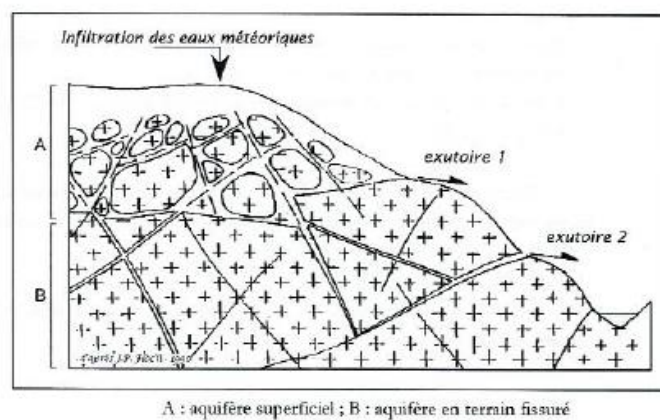 Infiltration des eaux météoriques
A
exutoire 1
exutoire 2
B
A : aquifère superficiel ; B : aquifère en terrain fissuré